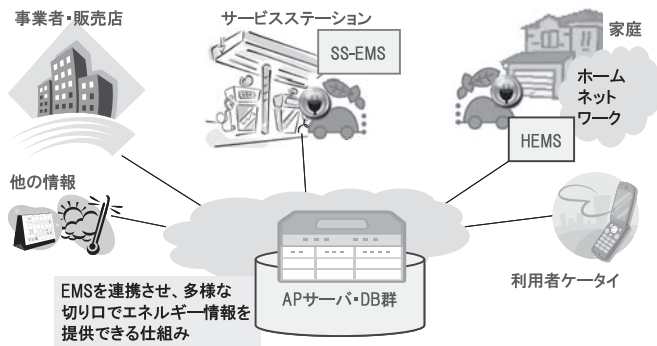 事業者・販売店
サービスステーション
SS-EMS
家庭
ホーム
ネット
ワーク
HEMS
他の情報
利用者ケータイ
APサーバ・DB群
EMSを連携させ、多様な
切り口でエネルギー情報を
提供できる仕組み